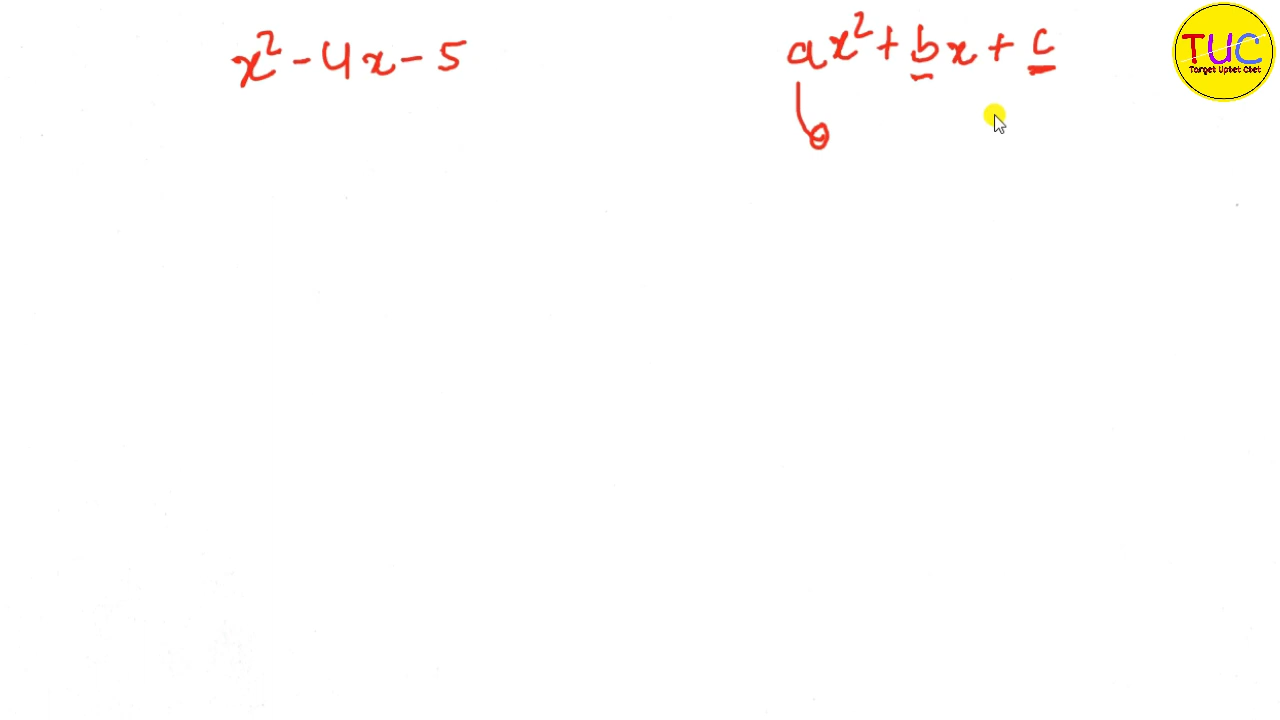 x² - 4x - 5
ax² + bx + c
TUC
Target Uptet Ctet